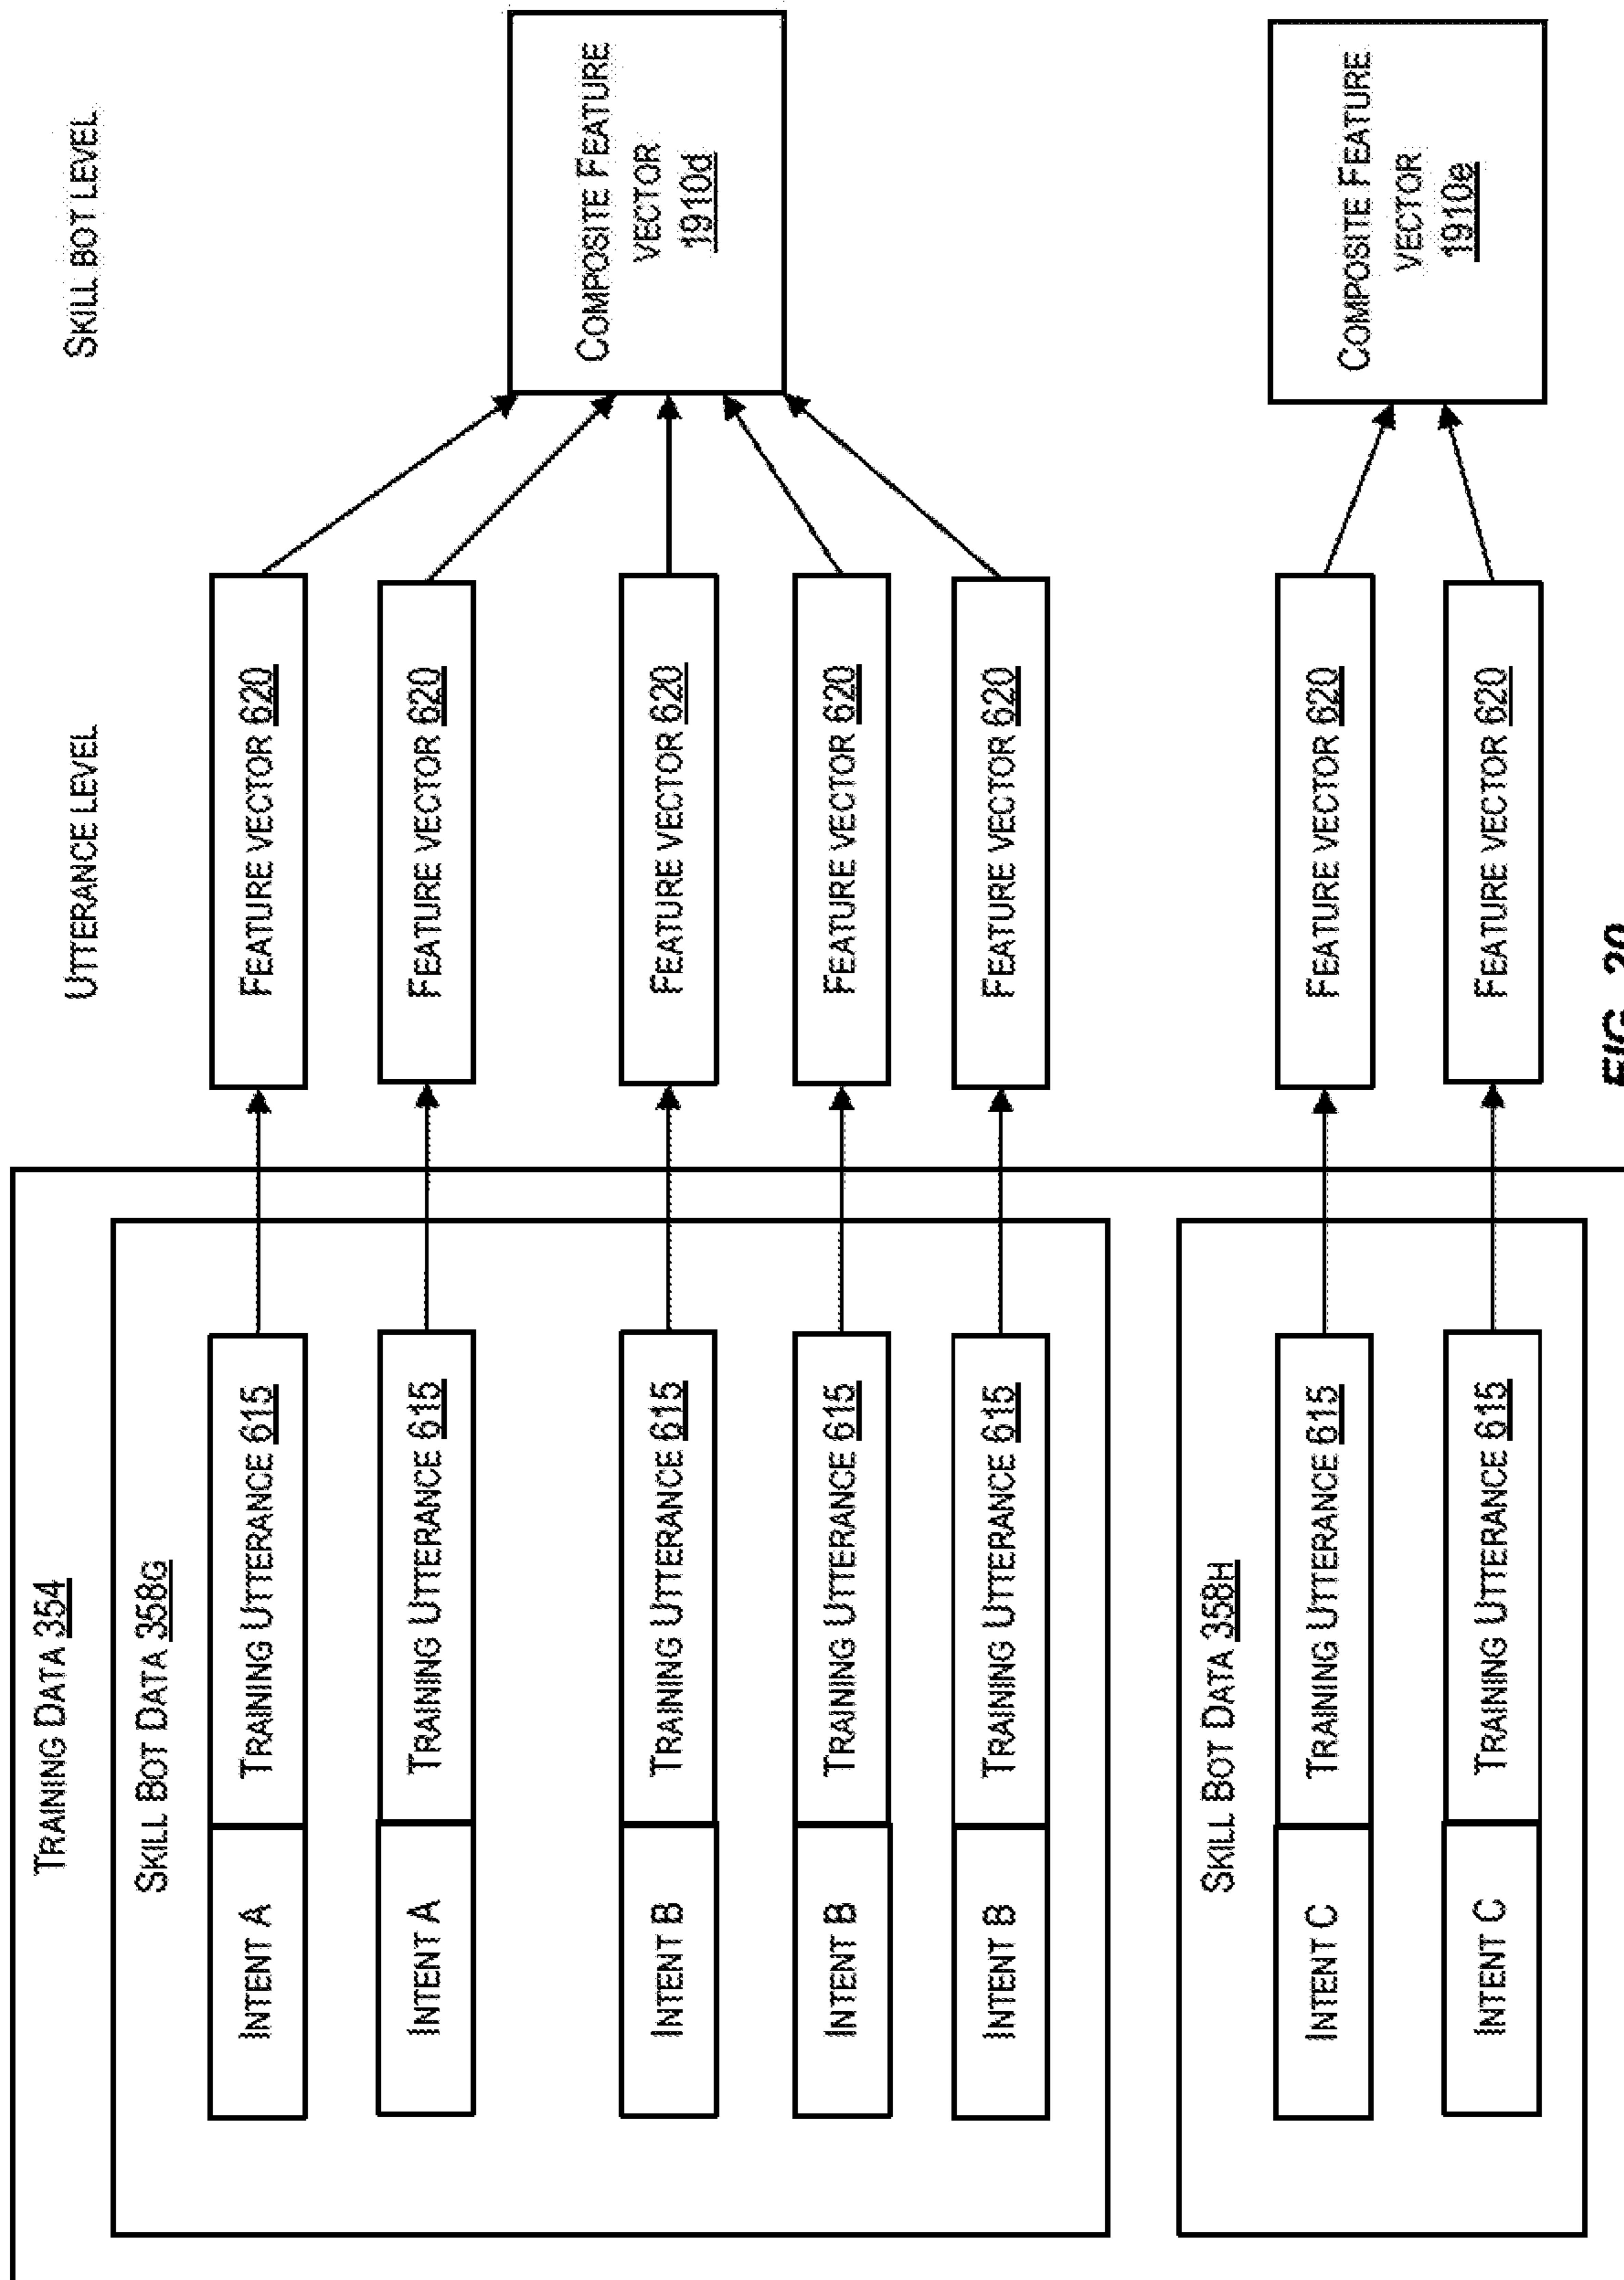 TRAINING DATA 354
UTTERANCE LEVEL
SKILL BOT LEVEL
SKILL BOT DATA 358G
INTENT A
TRAINING UTTERANCE 615
FEATURE VECTOR 620
INTENT A
TRAINING UTTERANCE 615
FEATURE VECTOR 620
INTENT B
TRAINING UTTERANCE 615
FEATURE VECTOR 620
INTENT B
TRAINING UTTERANCE 615
FEATURE VECTOR 620
INTENT B
TRAINING UTTERANCE 615
FEATURE VECTOR 620
COMPOSITE FEATURE
VECTOR
1910d
SKILL BOT DATA 358H
INTENT C
TRAINING UTTERANCE 615
FEATURE VECTOR 620
INTENT C
TRAINING UTTERANCE 615
FEATURE VECTOR 620
COMPOSITE FEATURE
VECTOR
1910e
FIG. 20